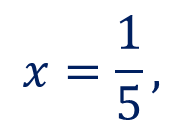 x = 1/5,